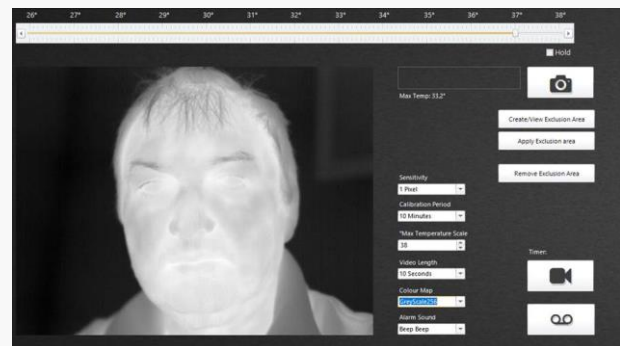 26° 27° 28° 29° 30° 31° 32° 33° 34° 35° 36° 37° 38°
Hold
Max Temp: 33,2°
Create/View Exclusion Area
Apply Exclusion area
Remove Exclusion Area
Sensitivity
1 Pixel
Calibration Period
10 Minutes
*Max Temperature Scale
38
Video Length
10 Seconds
Colour Map
GreyScale256
Alarm Sound
Beep Beep
Timer: